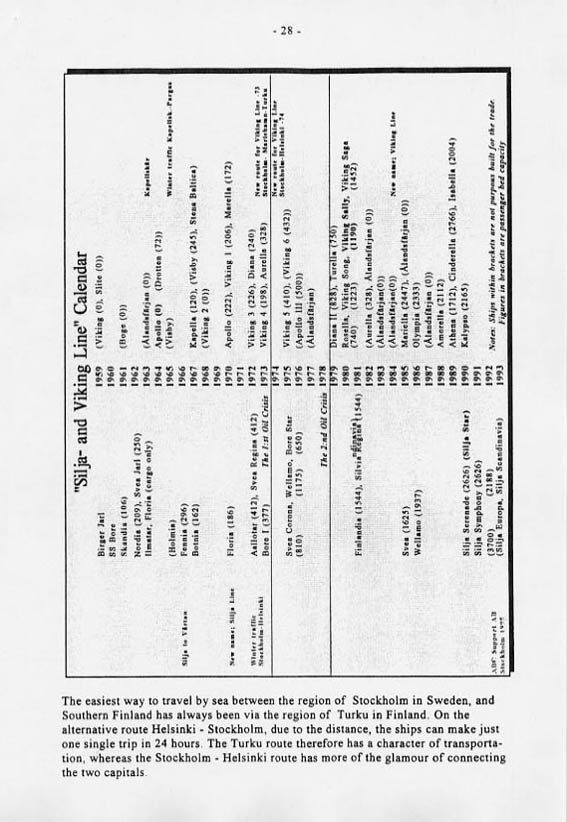 - 28 -
"Silja- and Viking Line" Calendar
Birger Jarl 1959 (Viking (0), Slite (0))
SS Bore 1960
Skandia (106) 1961 (Boge (0))
Nordia (209), Svea Jarl (250) 1962
Ilmatar, Floria (cargo only) 1963 (Ålandsfärjan (0)) Kapellskär
1964 Apollo (0) (Drotten (72))
(Holmia) 1965 (Visby) Winter traffic Kapellsk.-Pargas
Silja to Värtan Fennia (296) 1966
Botnia (162) 1967 Kapella (120), (Visby (245), Stena Baltica)
1968 (Viking 2 (0))
1969
New name; Silja Line Floria (186) 1970 Apollo (222), Viking 1 (206), Marella (172)
1971
Winter traffic Aallotar (412), Svea Regina (412) 1972 Viking 3 (226), Diana (240) New route for Viking Line -73
Stockholm-Helsinki Bore I (377) The 1:st Oil Crisis 1973 Viking 4 (198), Aurella (328) Stockholm- Mariehamn-Turku
1974 New route for Viking Line
Svea Corona, Wellamo, Bore Star 1975 Viking 5 (410), (Viking 6 (432)) Stockholm-Helsinki -74
(810) (1175) (650) 1976 (Apollo III (500))
1977 (Ålandsfärjan)
The 2:nd Oil Crisis 1978
1979 Diana II (828), Turella (750)
1980 Rosella, Viking Song, Viking Sally, Viking Saga
Finlandia (1544), Silvia Regina (1544) 1981 (740) (1223) (1190) (1452)
1982 (Aurella (328), Ålandsfärjan (0))
1983 (Ålandsfärjan(0))
1984 (Ålandsfärjan(0)) New name; Viking Line
Svea (1625) 1985 Mariella (2447), (Ålandsfärjan (0))
Wellamo (1937) 1986 Olympia (2333)
1987 (Ålandsfärjan (0))
1988 Amorella (2112)
1989 Athena (1712), Cinderella (2766), Isabella (2004)
Silja Serenade (2626) (Silja Star) 1990 Kalypso (2165)
Silja Symphony (2626) 1991
ABC Support AB (3700) (2188) 1992 Notes: Ships within brackets are not purpous built for the trade.
Stockholm (Silja Europa, Silja Scandinavia) 1993 Figures in brackets are passenger bed capacity
The easiest way to travel by sea between the region of Stockholm in Sweden, and
Southern Finland has always been via the region of Turku in Finland. On the
alternative route Helsinki - Stockholm, due to the distance, the ships can make just
one single trip in 24 hours. The Turku route therefore has a character of transporta-
tion, whereas the Stockholm - Helsinki route has more of the glamour of connecting
the two capitals.